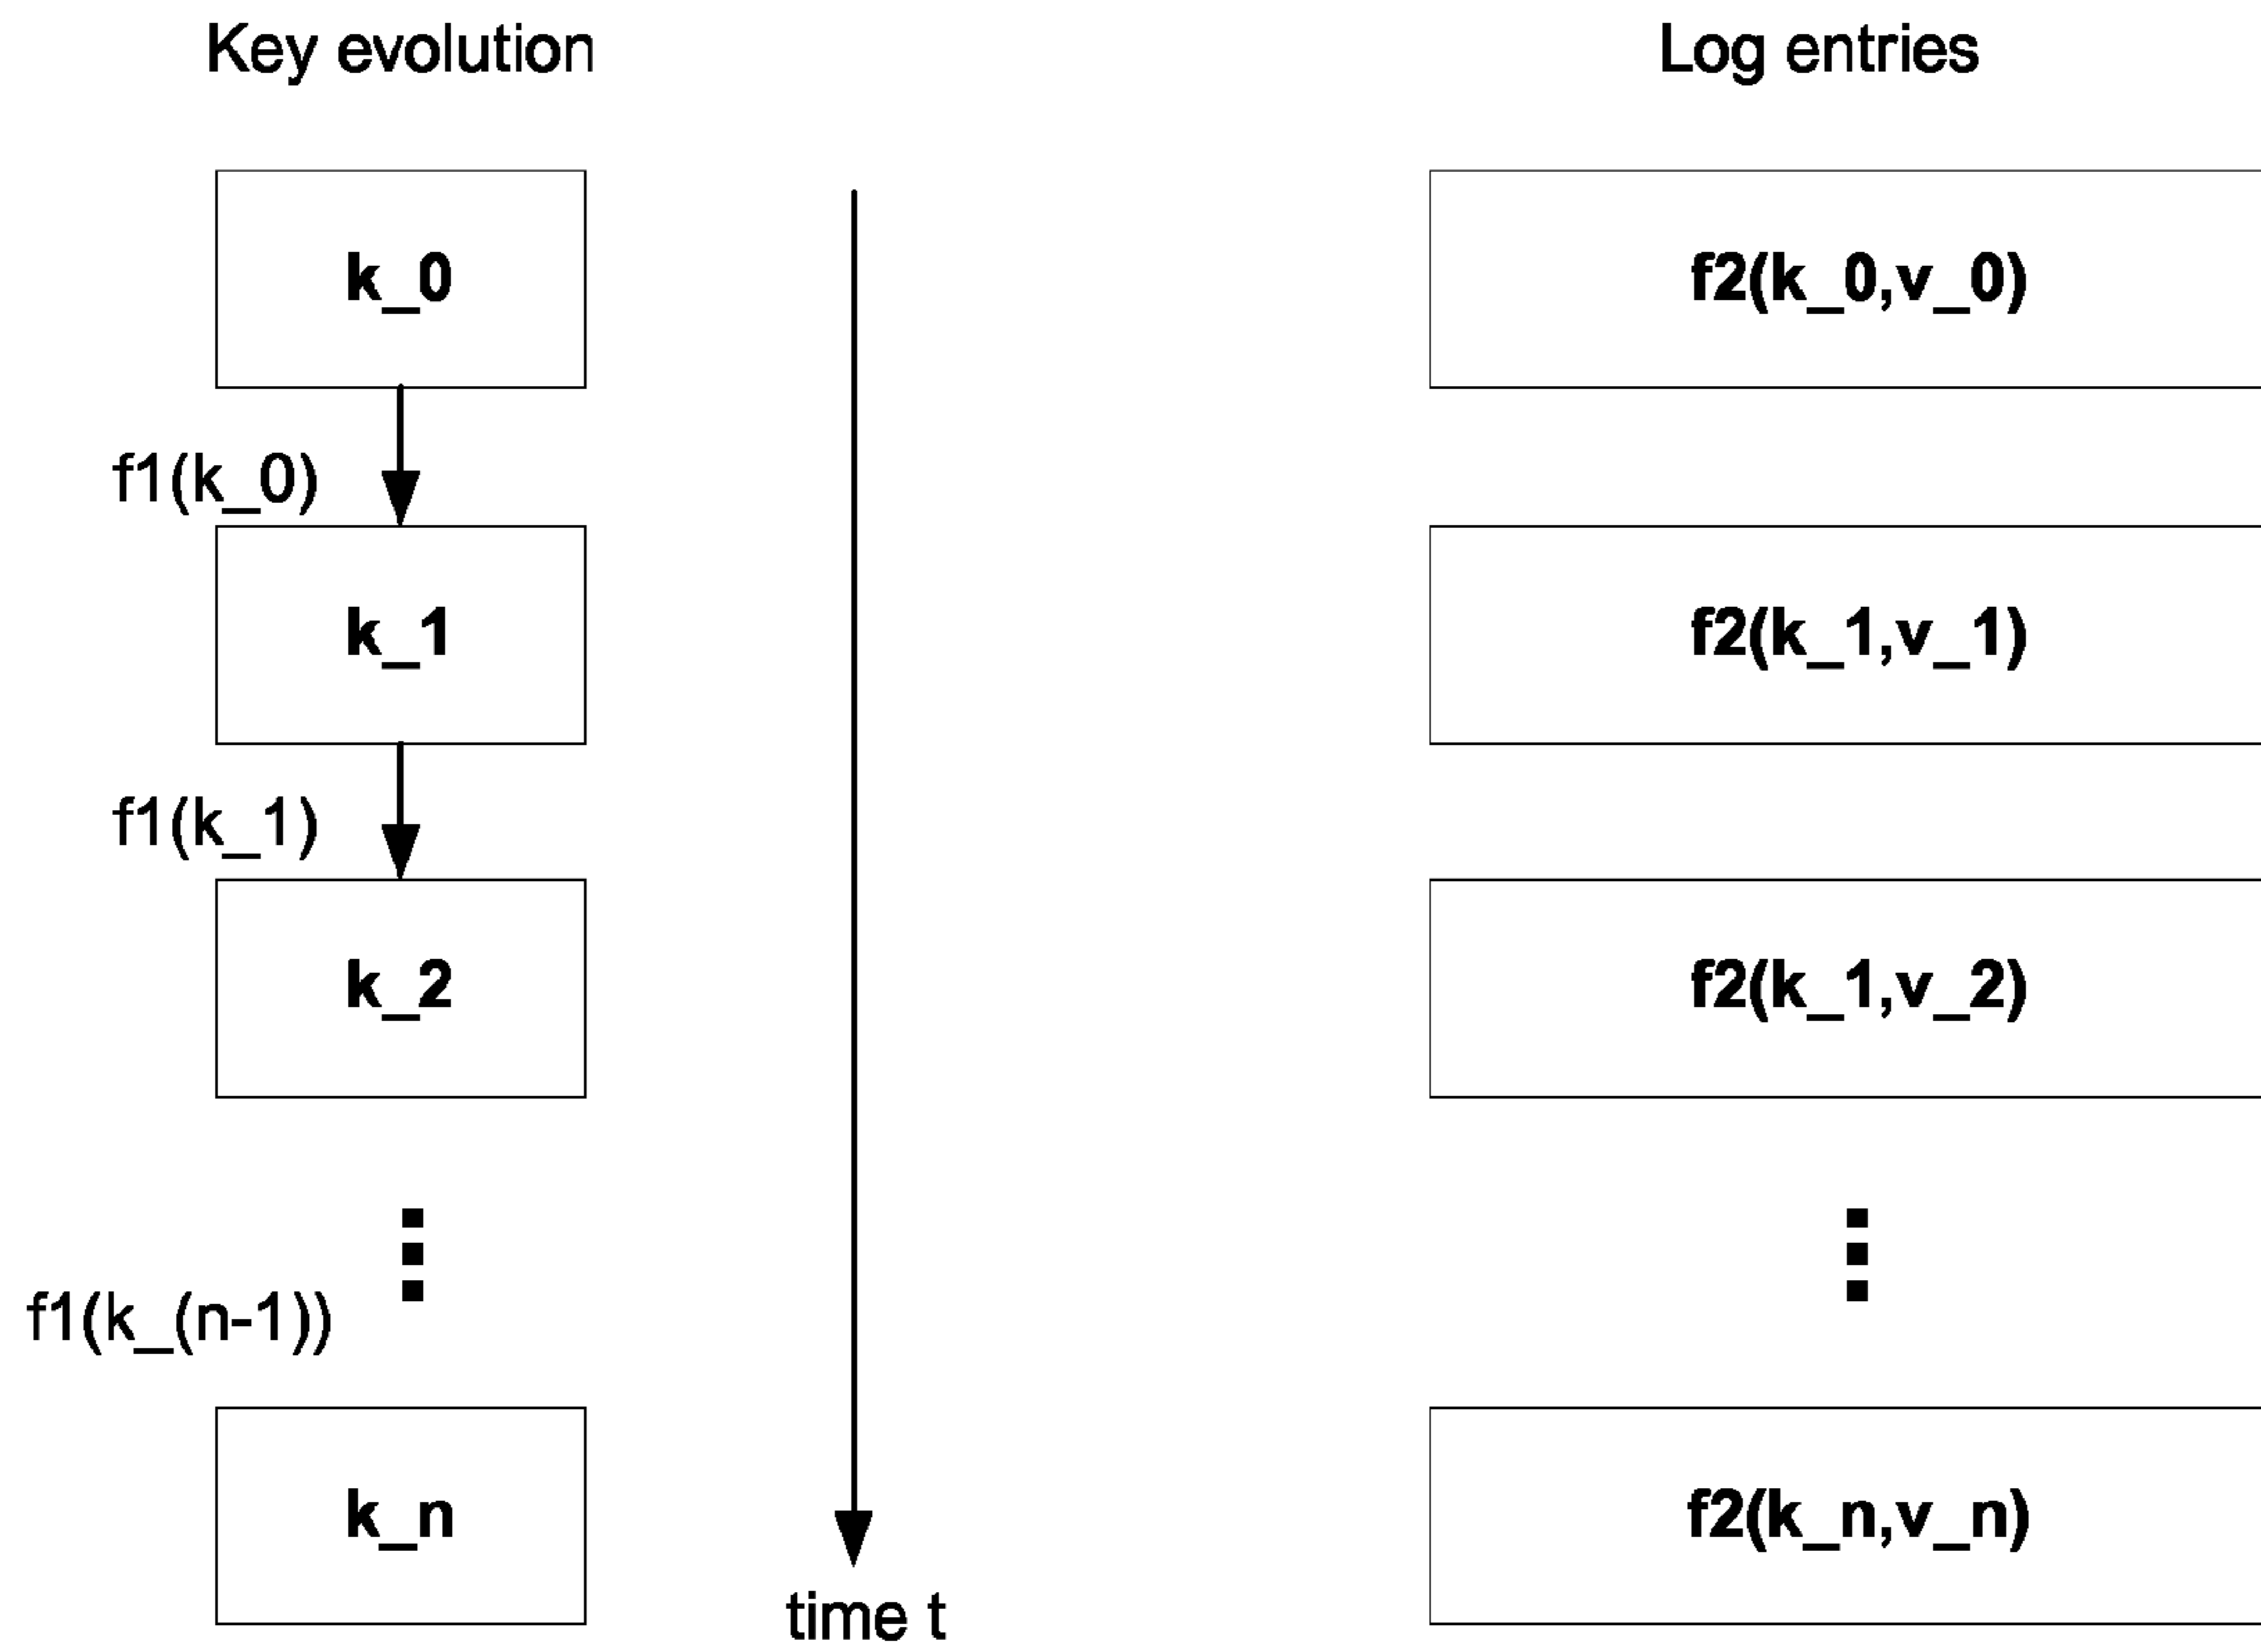 Key evolution
Log entries
k_0
f2(k_0,v_0)
f1(k_0)
k_1
f2(k_1,v_1)
f1(k_1)
k_2
f2(k_1,v_2)
f1(k_(n-1))
k_n
f2(k_n,v_n)
time t